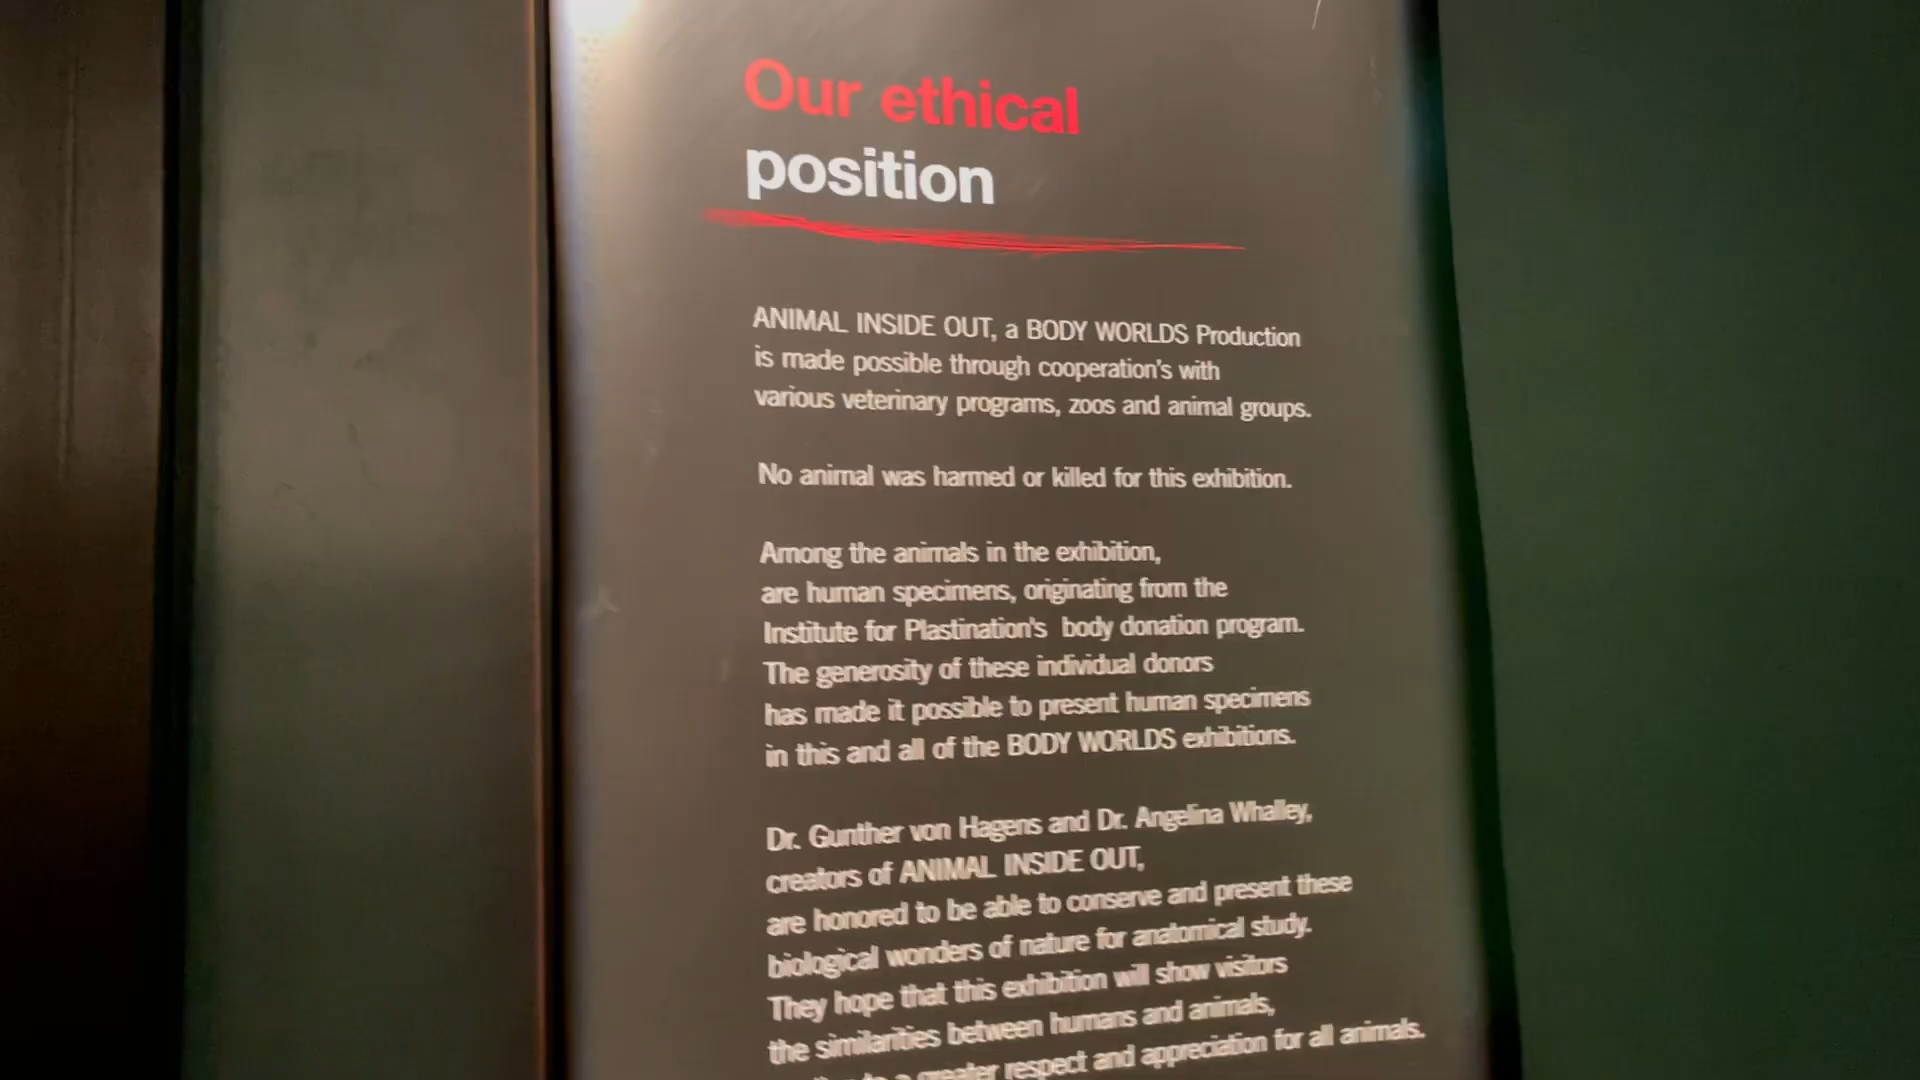 Our ethical
position
ANIMAL INSIDE OUT, a BODY WORLDS Production
is made possible through cooperation's with
various veterinary programs, zoos and animal groups.
No animal was harmed or killed for this exhibition.
Among the animals in the exhibition,
are human specimens, originating from the
Institute for Plastination's body donation program.
The generosity of these individual donors
has made it possible to present human specimens
in this and all of the BODY WORLDS exhibitions.
Dr. Gunther von Hagens and Dr. Angelina Whalley,
creators of ANIMAL INSIDE OUT,
are honored to be able to conserve and present these
biological wonders of nature for anatomical study.
They hope that this exhibition will show visitors
the similarities between humans and animals,
a greater respect and appreciation for all animals.